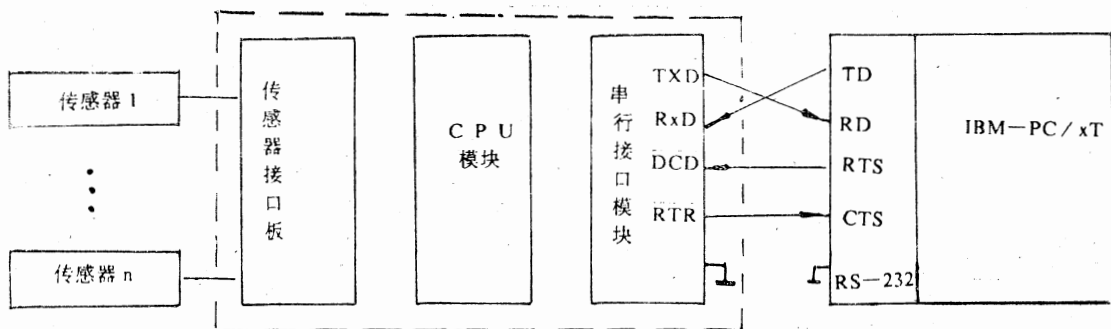 传感器1
传感器n
传感器接口板
CPU
模块
串行接口模块
TXD
RxD
DCD
RTR
TD
RD
RTS
CTS
RS-232
IBM-PC/xT